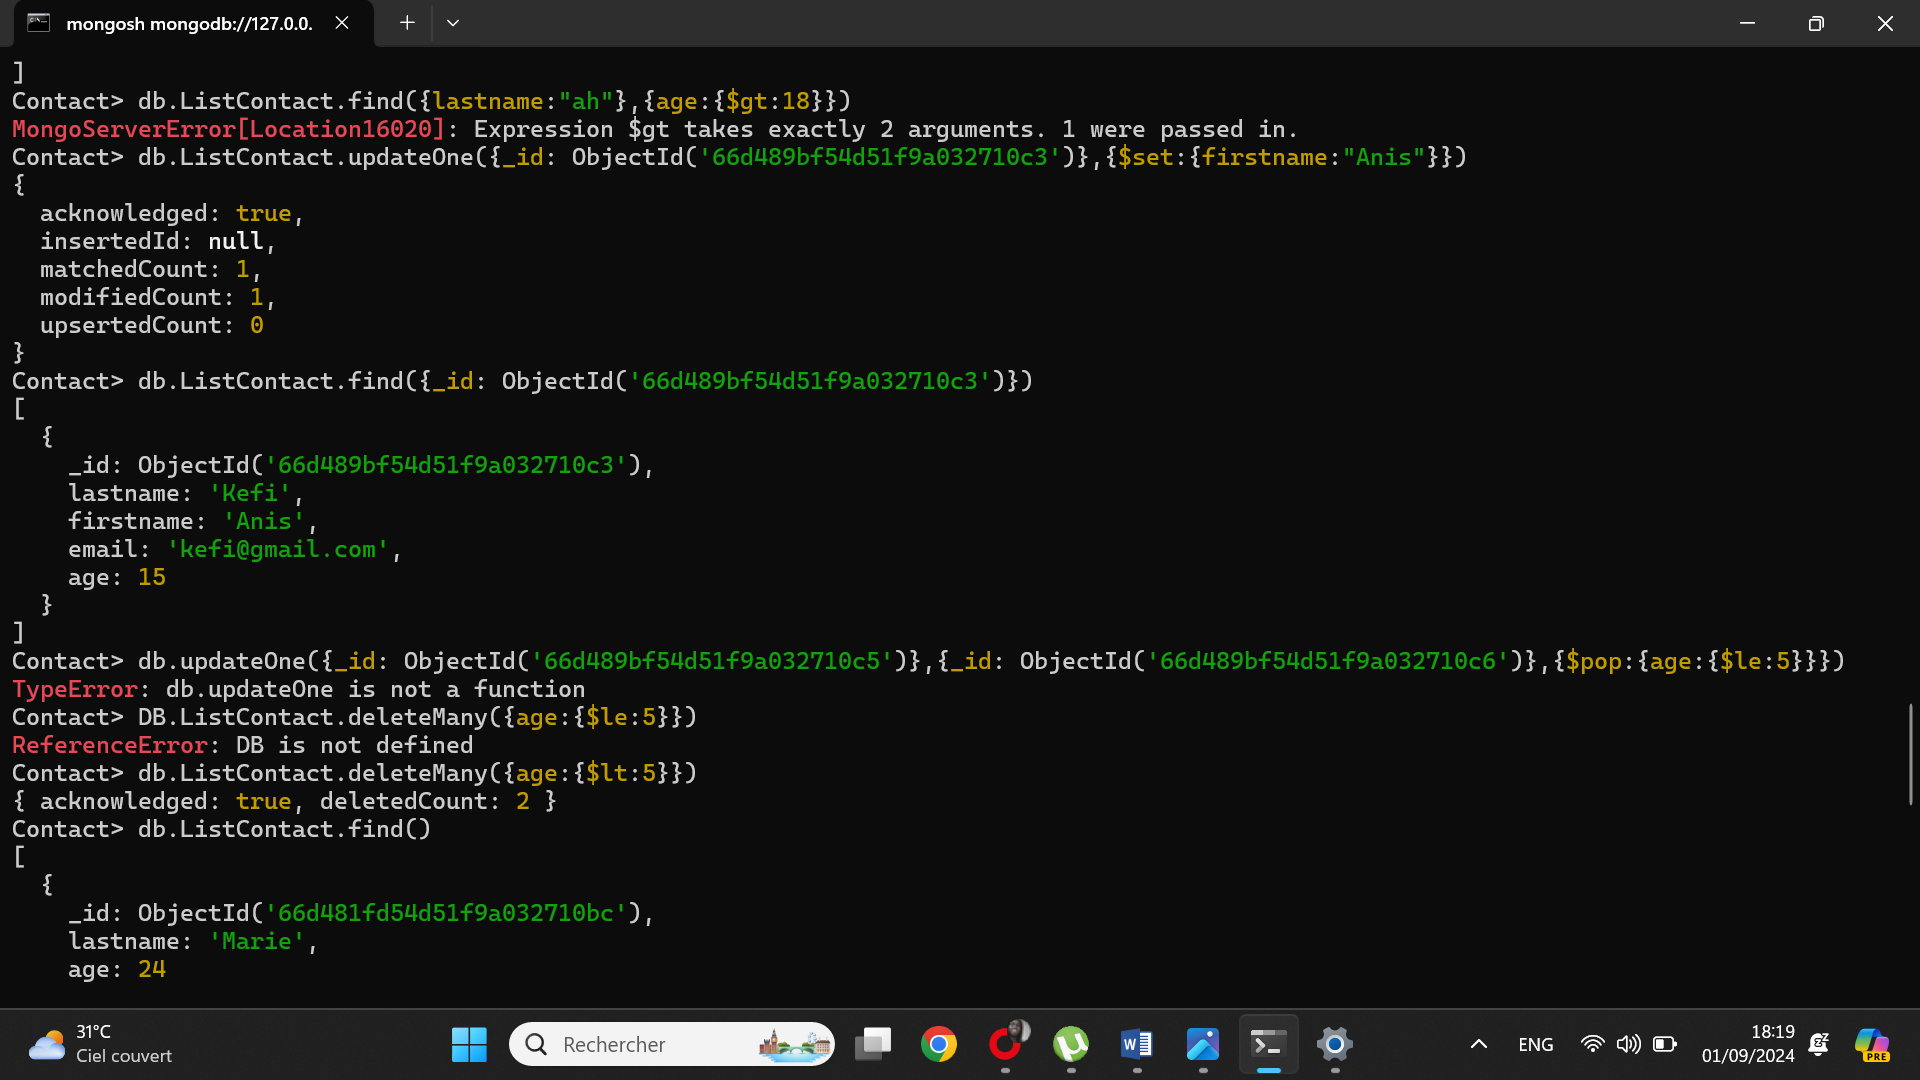 mongosh mongodb://127.0.0.
]
Contact> db.ListContact.find({lastname:"ah"},{age:{$gt:18}})
MongoServerError[Location16020]: Expression $gt takes exactly 2 arguments. 1 were passed in.
Contact> db.ListContact.updateOne({_id: ObjectId('66d489bf54d51f9a032710c3')},{$set:{firstname:"Anis"}})
{
  acknowledged: true,
  insertedId: null,
  matchedCount: 1,
  modifiedCount: 1,
  upsertedCount: 0
}
Contact> db.ListContact.find({_id: ObjectId('66d489bf54d51f9a032710c3')})
[
  {
    _id: ObjectId('66d489bf54d51f9a032710c3'),
    lastname: 'Kefi',
    firstname: 'Anis',
    email: 'kefi@gmail.com',
    age: 15
  }
]
Contact> db.updateOne({_id: ObjectId('66d489bf54d51f9a032710c5')},{_id: ObjectId('66d489bf54d51f9a032710c6')},{$pop:{age:{$le:5}}})
TypeError: db.updateOne is not a function
Contact> DB.ListContact.deleteMany({age:{$le:5}})
ReferenceError: DB is not defined
Contact> db.ListContact.deleteMany({age:{$lt:5}})
{ acknowledged: true, deletedCount: 2 }
Contact> db.ListContact.find()
[
  {
    _id: ObjectId('66d481fd54d51f9a032710bc'),
    lastname: 'Marie',
    age: 24
31°C
Ciel couvert
Rechercher
W
ENG
18:19
01/09/2024
PRE